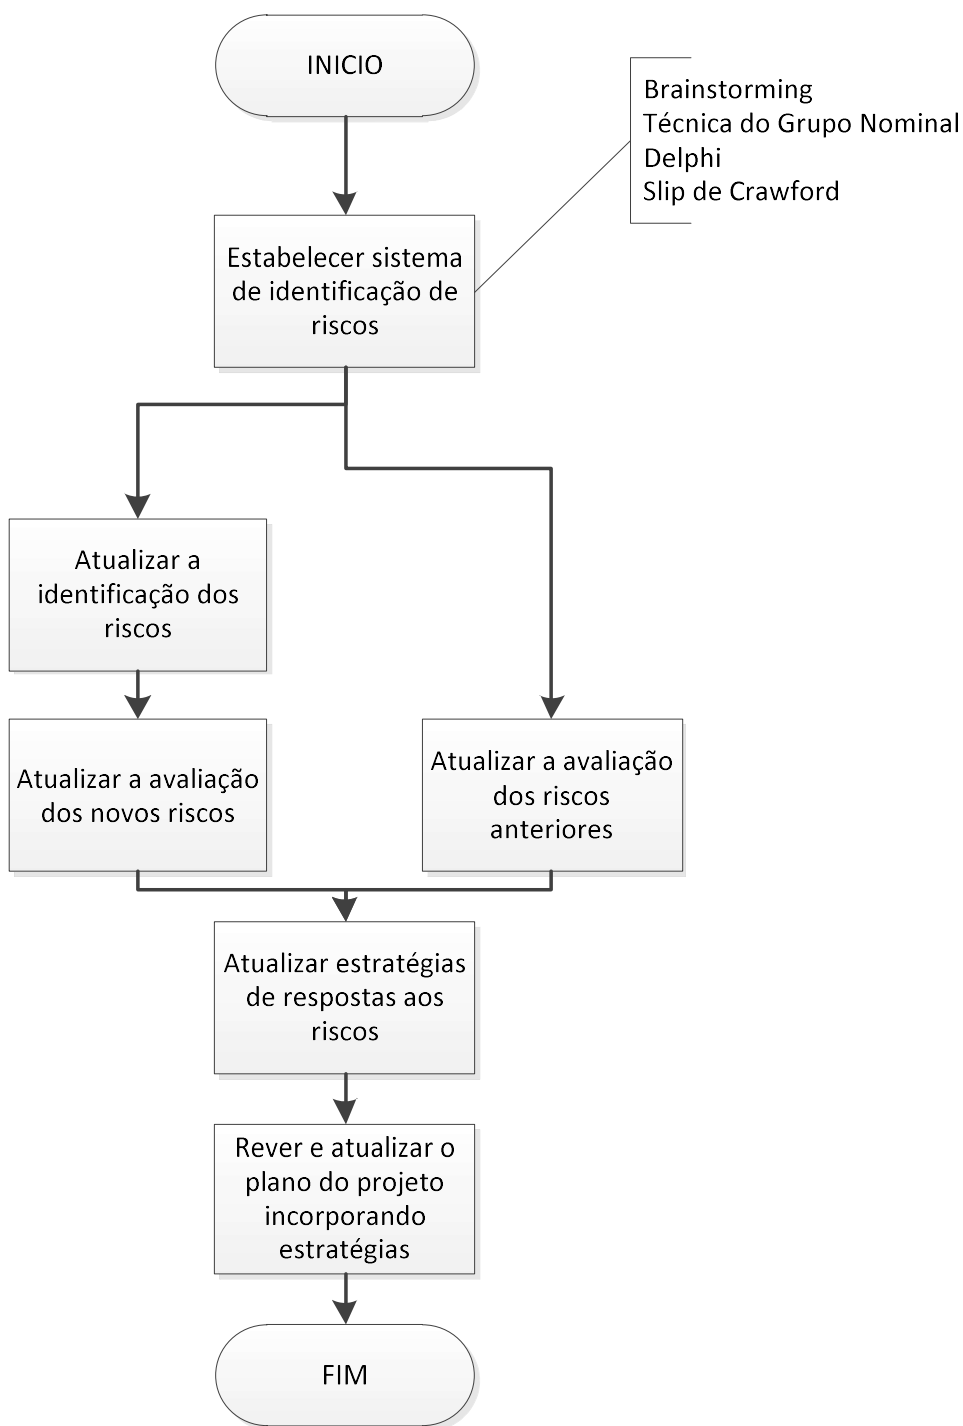 INICIO
Brainstorming
Técnica do Grupo Nominal
Delphi
Slip de Crawford
Estabelecer sistema
de identificação de
riscos
Atualizar a
identificação dos
riscos
Atualizar a avaliação
dos novos riscos
Atualizar a avaliação
dos riscos
anteriores
Atualizar estratégias
de respostas aos
riscos
Rever e atualizar o
plano do projeto
incorporando
estratégias
FIM